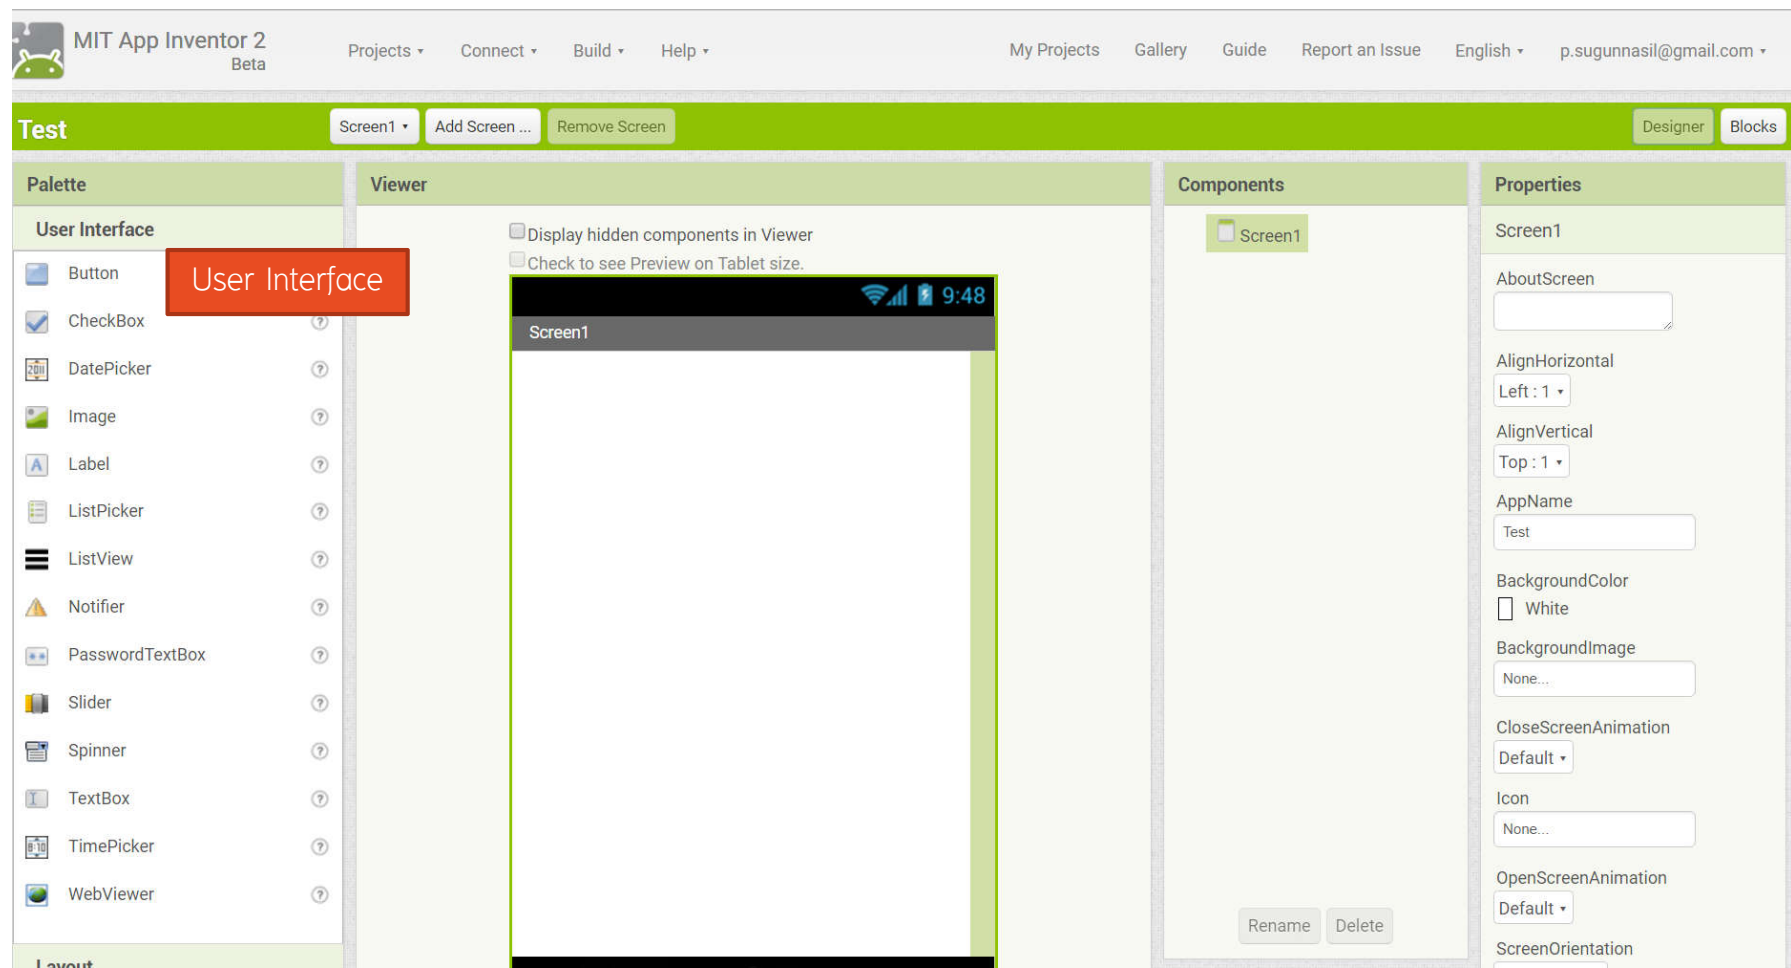 MIT App Inventor 2
Beta
Projects Connect Build Help My Projects Gallery Guide Report an Issue English p.sugunnasil@gmail.com
Test Screen1 Add Screen ... Remove Screen Designer Blocks
Palette
User Interface
Button
User Interface
CheckBox
DatePicker
2011
Image
Label
A
ListPicker
ListView
Notifier
PasswordTextBox
Slider
Spinner
TextBox
TimePicker
8:10
WebViewer
Layout
Viewer
Display hidden components in Viewer
Check to see Preview on Tablet size.
9:48
Screen1
Components
Screen1
Rename Delete
Properties
Screen1
AboutScreen
AlignHorizontal
Left : 1
AlignVertical
Top : 1
AppName
Test
BackgroundColor
White
BackgroundImage
None...
CloseScreenAnimation
Default
Icon
None...
OpenScreenAnimation
Default
ScreenOrientation